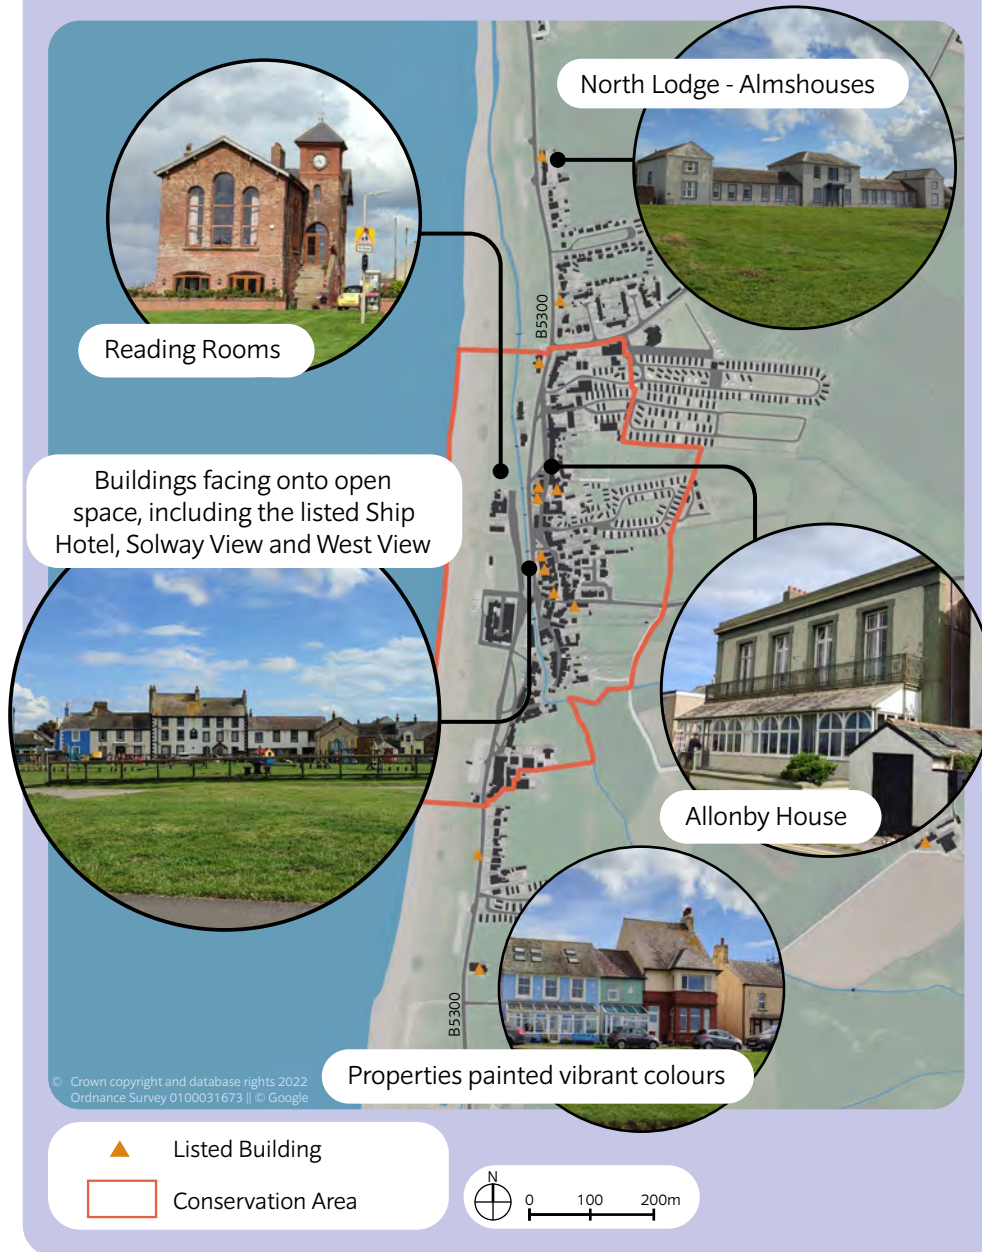 North Lodge - Almshouses
Reading Rooms
B5300
Buildings facing onto open
space, including the listed Ship
Hotel, Solway View and West View
Allonby House
B5300
Properties painted vibrant colours
© Crown copyright and database rights 2022
Ordnance Survey 0100031673 || © Google
Listed Building
Conservation Area
N
0 100 200m